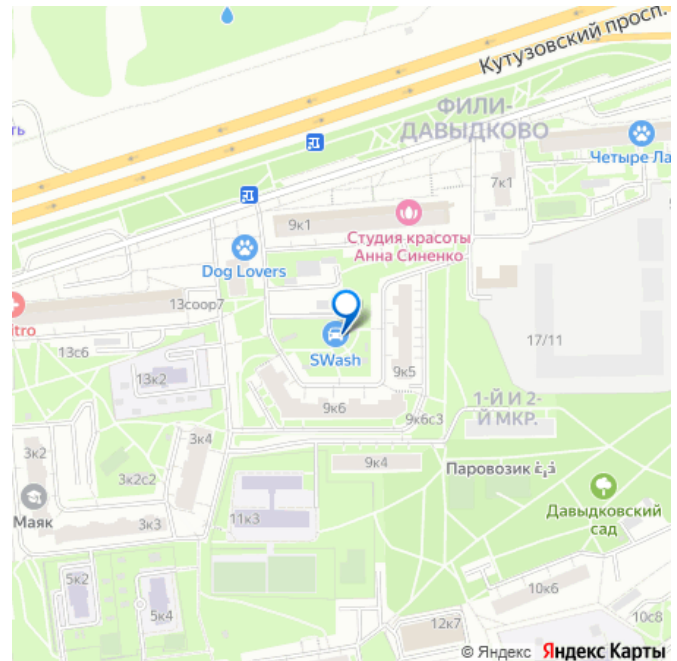 Кутузовский просп.
ФИЛИ-
ДАВЫДКОВО
ть
Четыре Ла
7к1
9к1
Студия красоты
Анна Синенко
Dog Lovers
13соор7
itro
17/11
13с6
SWash
9к5
13к2
1-Й И 2-
Й МКР.
9к6
9к6с3
3к4
3к2
9к4
Паровозик
3к2с2
Маяк
Давыдковский
сад
11к3
3к3
5к2
10к6
5к4
12к7
10с8
© Яндекс Яндекс Карты